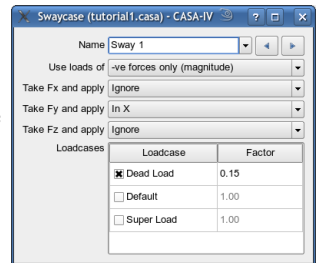 Swaycase (tutorial1.casa) - CASA-IV
Name Sway 1
Use loads of -ve forces only (magnitude)
Take Fx and apply Ignore
Take Fy and apply In X
Take Fz and apply Ignore
Loadcases Loadcase Factor
Dead Load 0.15
Default 1.00
Super Load 1.00